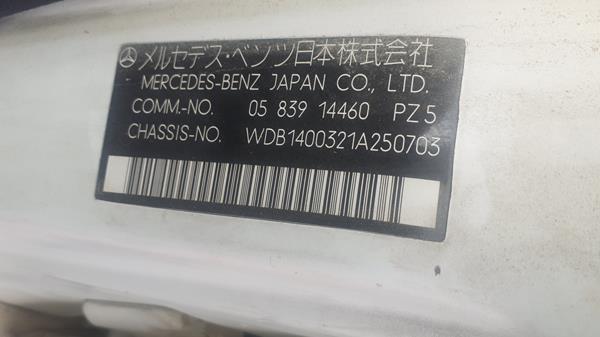 メルセデス・ベンツ日本株式会社
MERCEDES-BENZ JAPAN CO., LTD.
COMM.-NO. 05 839 14460 PZ5
CHASSIS-NO. WDB1400321A250703